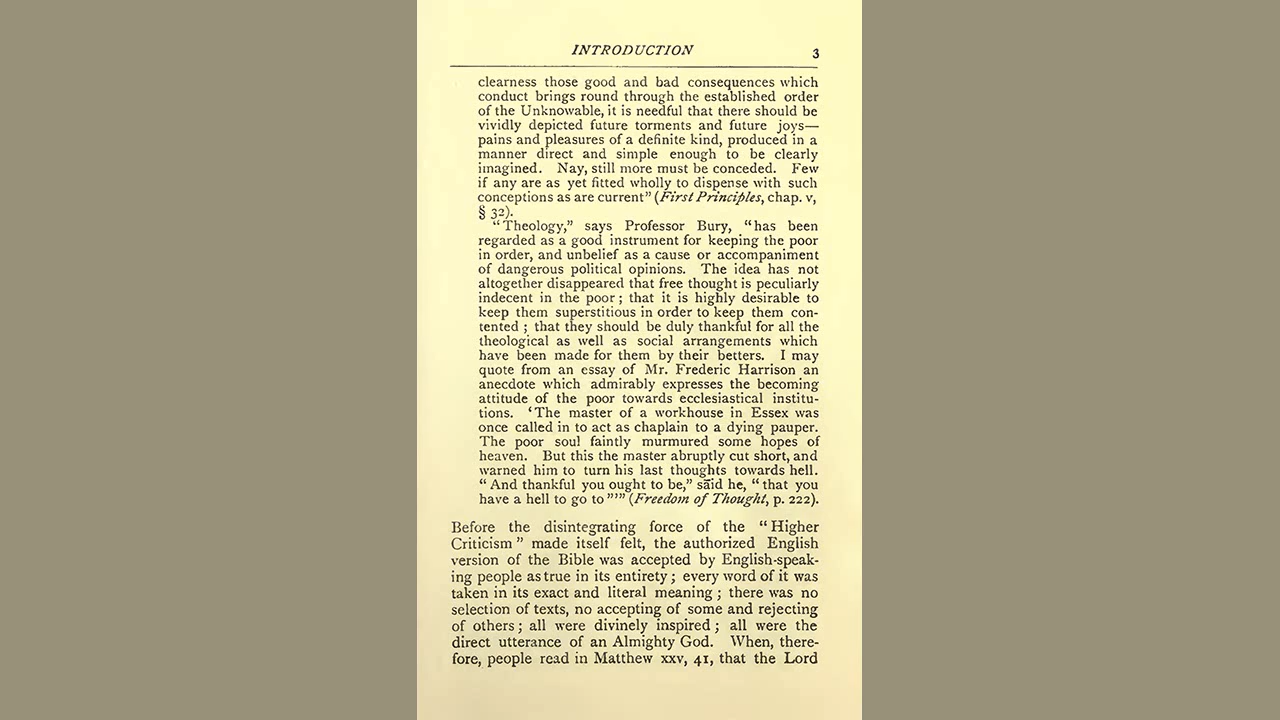 INTRODUCTION 3
clearness those good and bad consequences which
conduct brings round through the established order
of the Unknowable, it is needful that there should be
vividly depicted future torments and future joys—
pains and pleasures of a definite kind, produced in a
manner direct and simple enough to be clearly
imagined. Nay, still more must be conceded. Few
if any are as yet fitted wholly to dispense with such
conceptions as are current” (First Principles, chap. v,
§ 32).
“Theology,” says Professor Bury, “has been
regarded as a good instrument for keeping the poor
in order, and unbelief as a cause or accompaniment
of dangerous political opinions. The idea has not
altogether disappeared that free thought is peculiarly
indecent in the poor ; that it is highly desirable to
keep them superstitious in order to keep them con-
tented ; that they should be duly thankful for all the
theological as well as social arrangements which
have been made for them by their betters. I may
quote from an essay of Mr. Frederic Harrison an
anecdote which admirably expresses the becoming
attitude of the poor towards ecclesiastical institu-
tions. ‘The master of a workhouse in Essex was
once called in to act as chaplain to a dying pauper.
The poor soul faintly murmured some hopes of
heaven. But this the master abruptly cut short, and
warned him to turn his last thoughts towards hell.
“And thankful you ought to be,” said he, “that you
have a hell to go to”’” (Freedom of Thought, p. 222).
Before the disintegrating force of the “Higher
Criticism” made itself felt, the authorized English
version of the Bible was accepted by English-speak-
ing people as true in its entirety ; every word of it was
taken in its exact and literal meaning ; there was no
selection of texts, no accepting of some and rejecting
of others ; all were divinely inspired ; all were the
direct utterance of an Almighty God. When, there-
fore, people read in Matthew xxv, 41, that the Lord